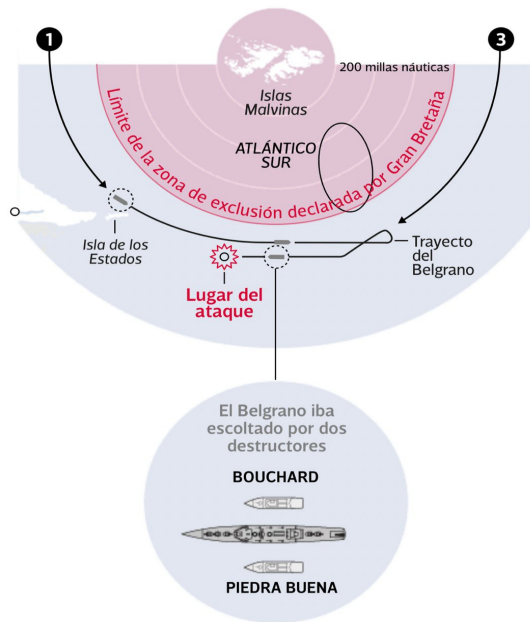 1
3
200 millas náuticas
Islas
Malvinas
ATLÁNTICO
SUR
Límite de la zona de exclusión declarada por Gran Bretaña
Isla de los
Estados
Trayecto
del
Belgrano
Lugar del
ataque
El Belgrano iba
escoltado por dos
destructores
BOUCHARD
PIEDRA BUENA